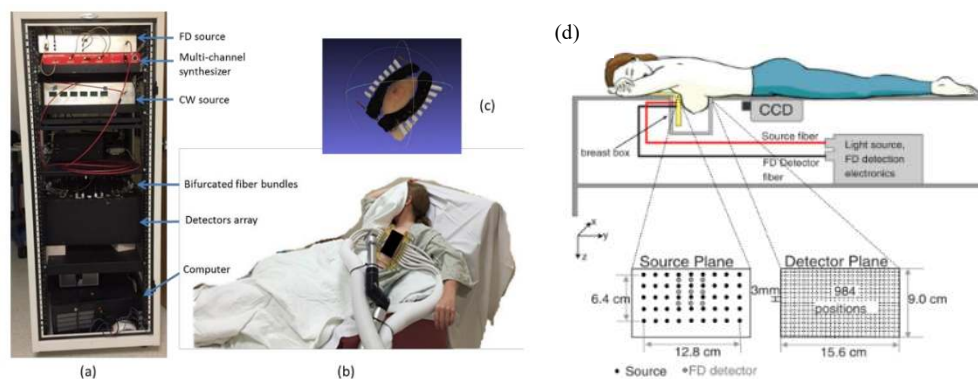 FD source
Multi-channel
synthesizer
CW source
Bifurcated fiber bundles
Detectors array
Computer
(a)
(b)
(c)
(d)
CCD
breast box
Source fiber
FD Detector
fiber
Light source,
FD detection
electronics
x
y
z
Source Plane
6.4 cm
12.8 cm
Detector Plane
3mm
984
positions
9.0 cm
15.6 cm
Source
FD detector